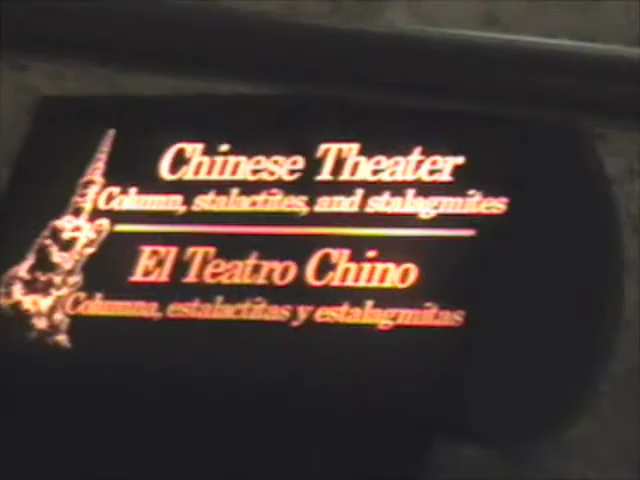 Chinese Theater
Column, stalactites, and stalagmites
El Teatro Chino
Columna, estalactitas y estalagmitas